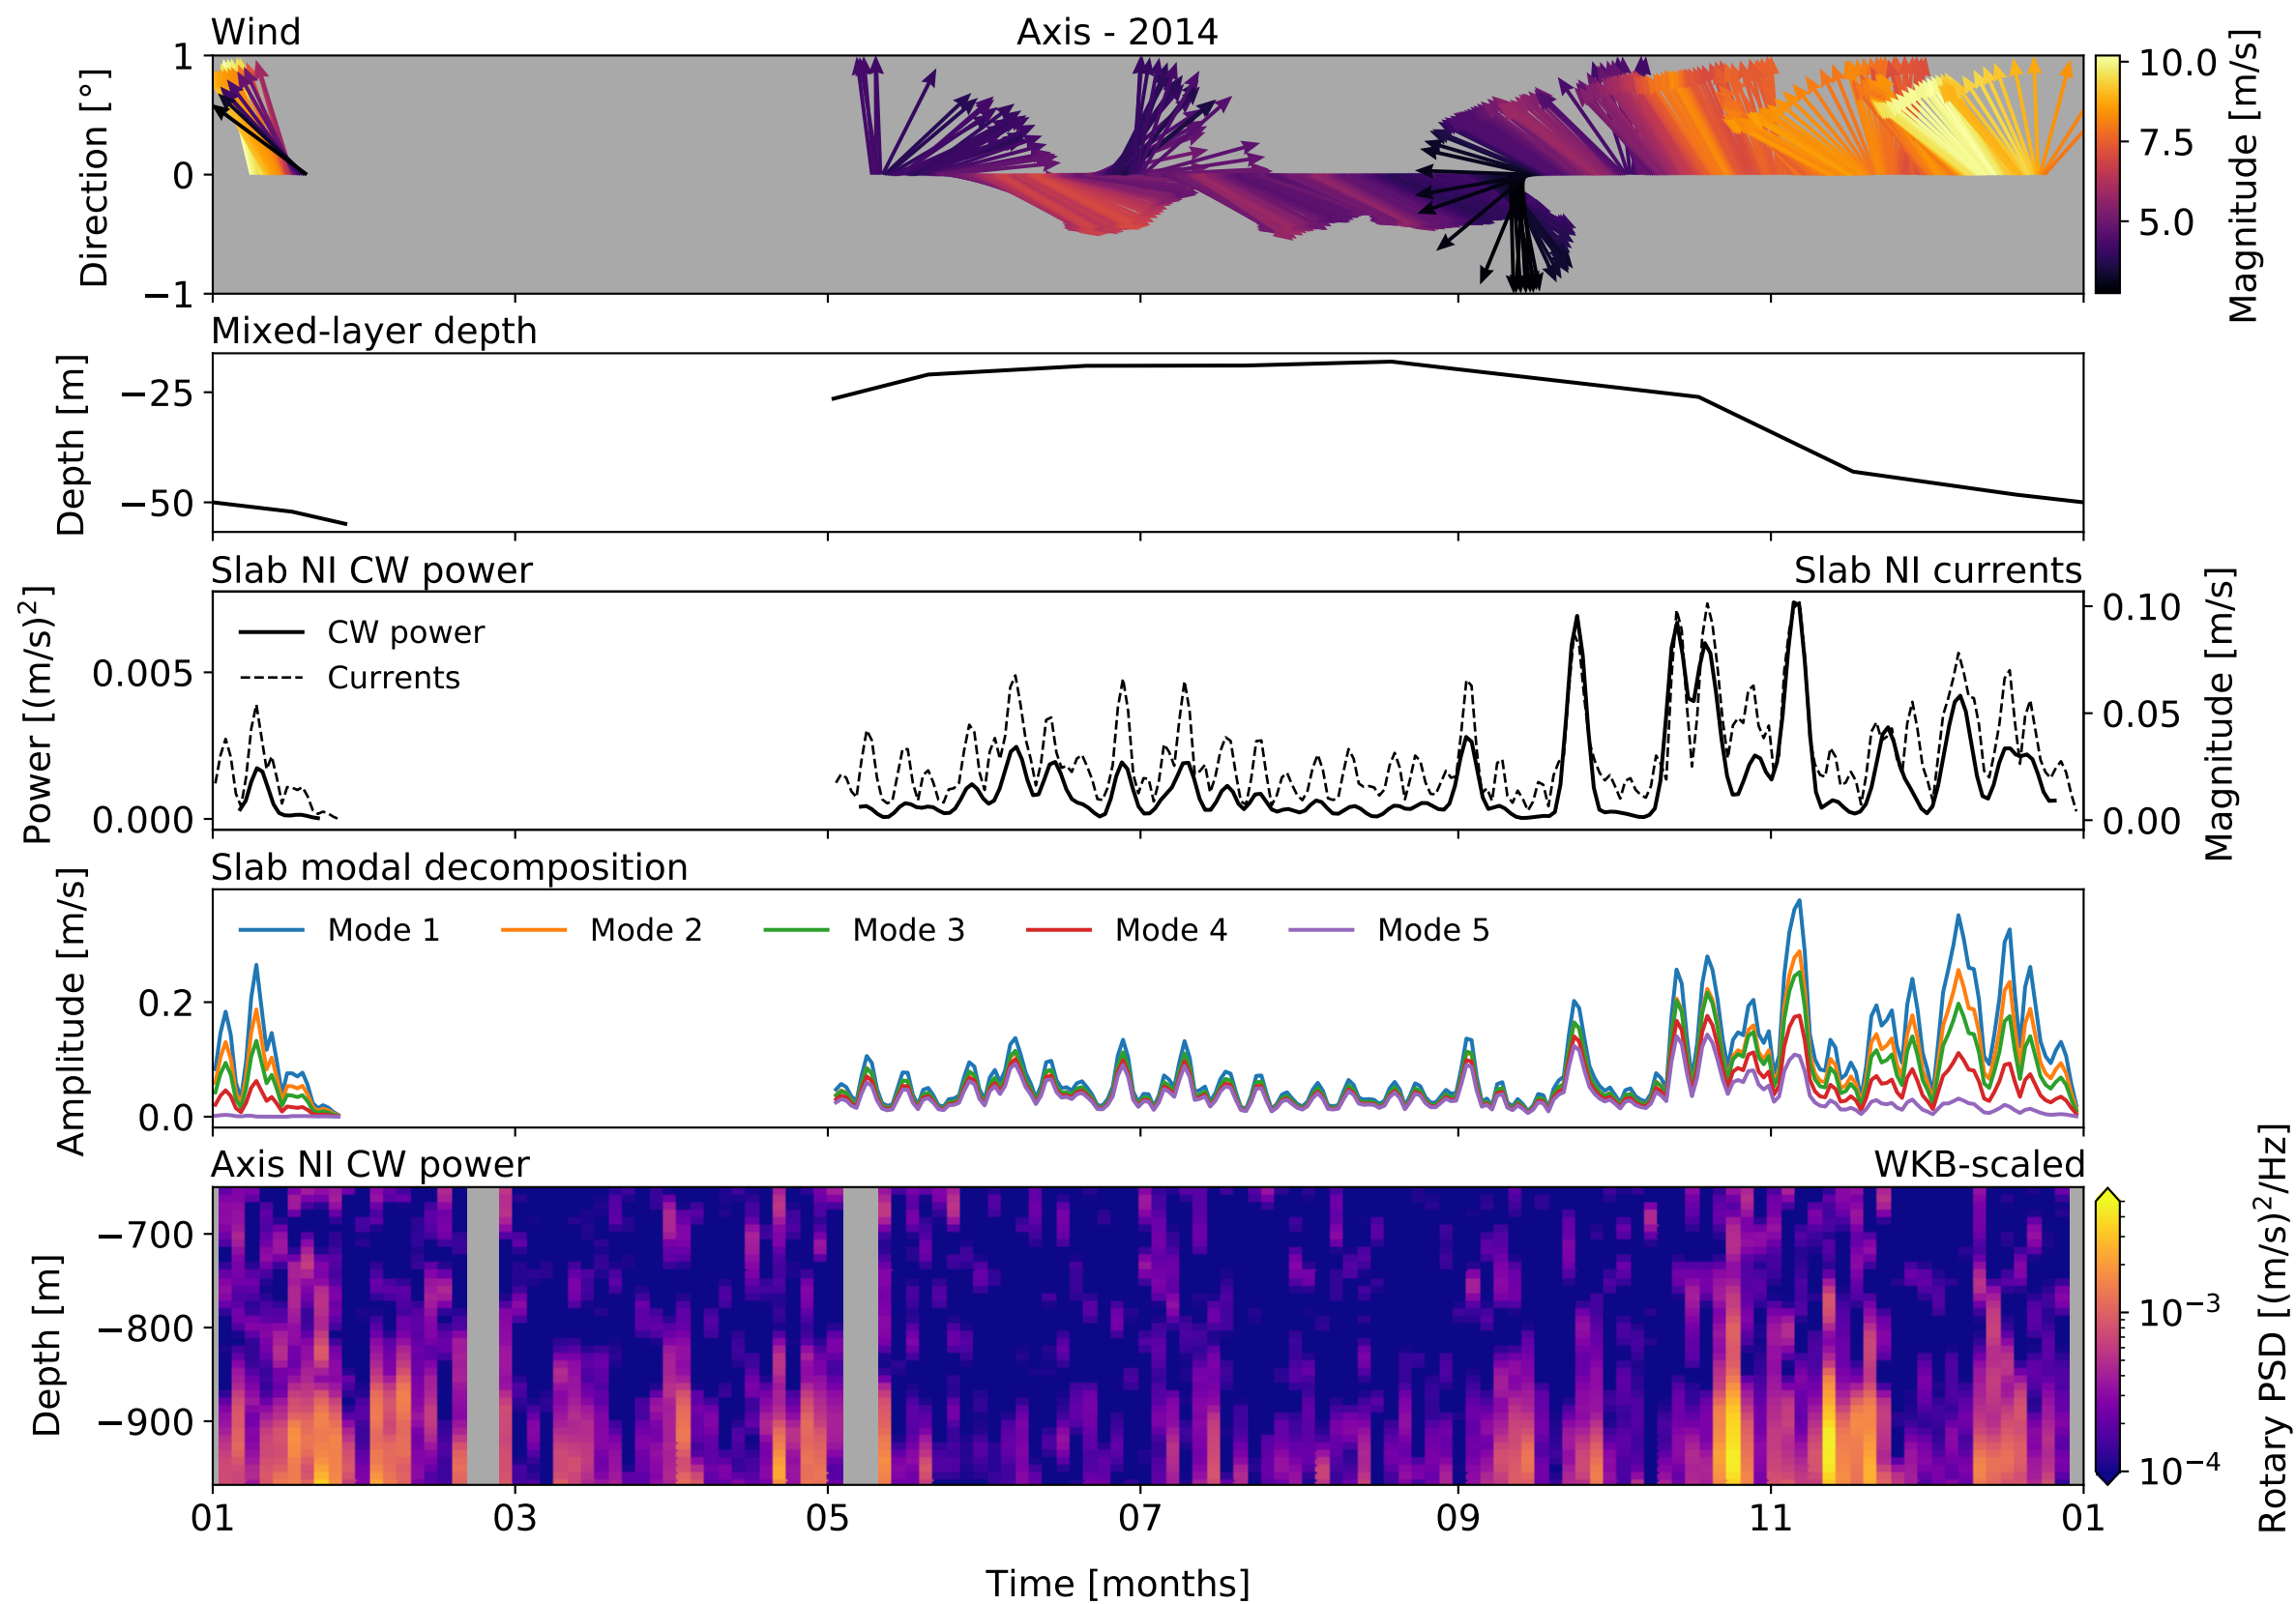 Wind
Axis - 2014
1
0
−1
Direction [°]
10.0
7.5
5.0
Magnitude [m/s]
Mixed-layer depth
−25
−50
Depth [m]
Slab NI CW power
Slab NI currents
CW power
Currents
0.005
0.000
Power [(m/s)²]
0.10
0.05
0.00
Magnitude [m/s]
Slab modal decomposition
Mode 1
Mode 2
Mode 3
Mode 4
Mode 5
0.2
0.0
Amplitude [m/s]
Axis NI CW power
WKB-scaled
−700
−800
−900
Depth [m]
10⁻³
10⁻⁴
Rotary PSD [(m/s)²/Hz]
01 03 05 07 09 11 01
Time [months]